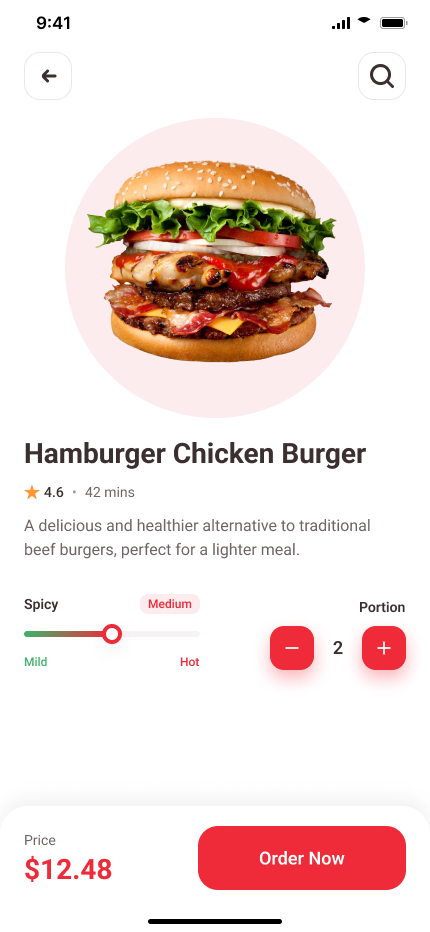 9:41
Hamburger Chicken Burger
4.6 • 42 mins
A delicious and healthier alternative to traditional
beef burgers, perfect for a lighter meal.
Spicy Medium
Mild Hot
Portion
2
Price
$12.48
Order Now